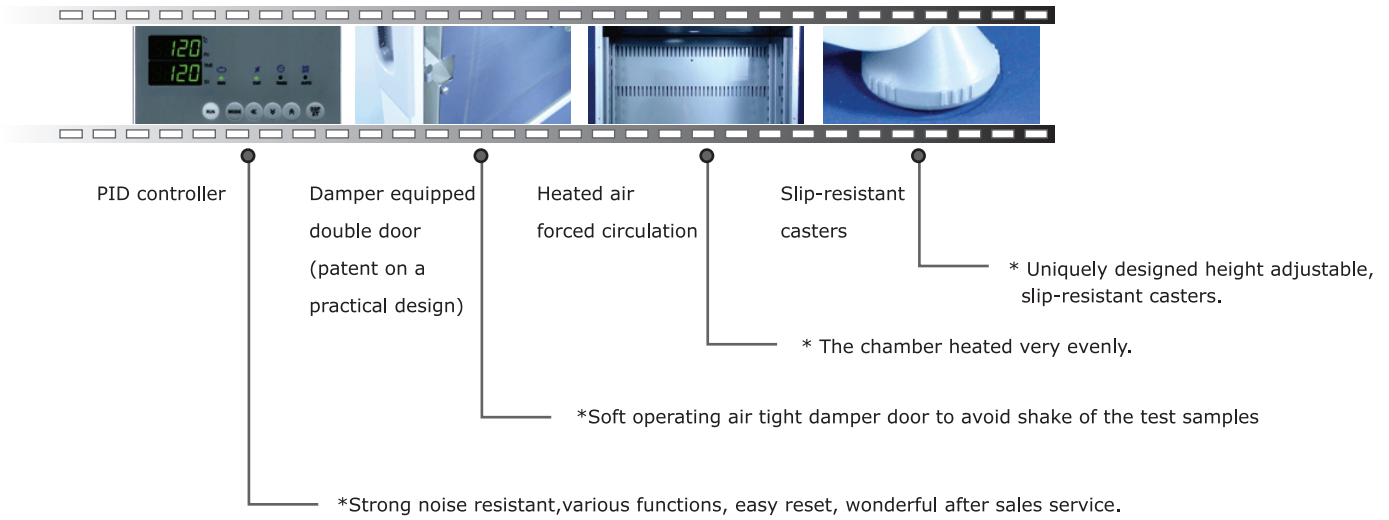 120
120
RUN
PID controller
Damper equipped
double door
(patent on a
practical design)
Heated air
forced circulation
Slip-resistant
casters
* Uniquely designed height adjustable,
slip-resistant casters.
* The chamber heated very evenly.
*Soft operating air tight damper door to avoid shake of the test samples
*Strong noise resistant,various functions, easy reset, wonderful after sales service.